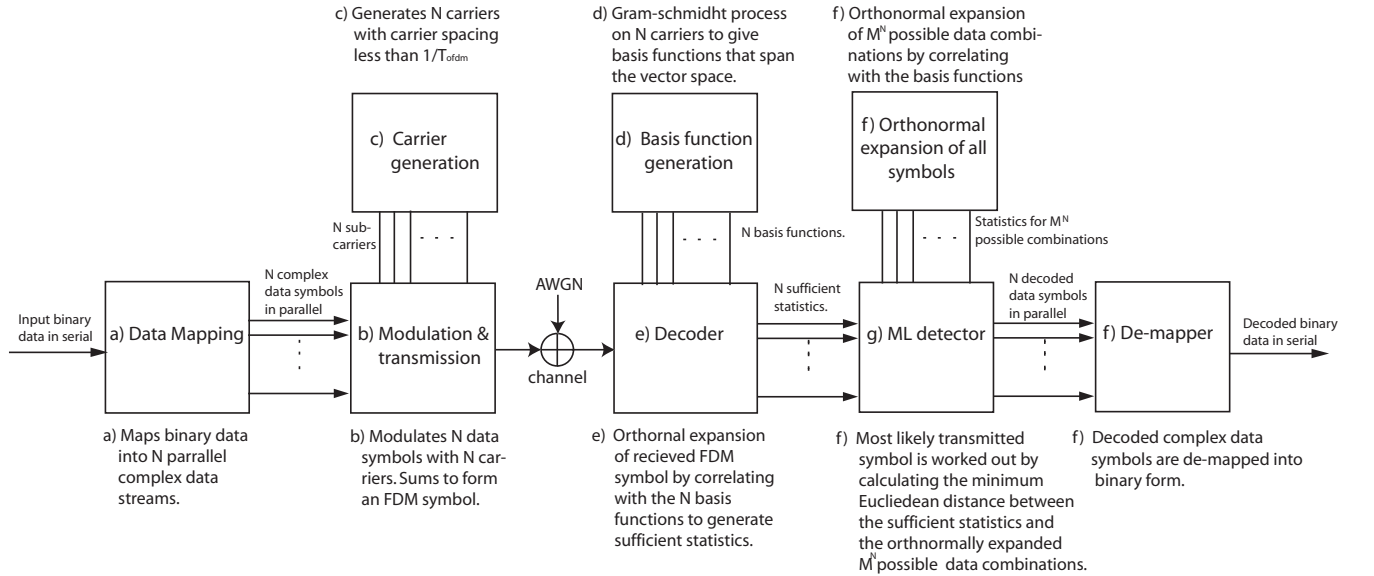 c) Generates N carriers
with carrier spacing
less than 1/Tofdm
d) Gram-schmidht process
on N carriers to give
basis functions that span
the vector space.
f) Orthonormal expansion
of M^N possible data combi-
nations by correlating
with the basis functions
c) Carrier
generation
d) Basis function
generation
f) Orthonormal
expansion of all
symbols
N sub-
carriers
. . .
. . .
N basis functions.
. . .
Statistics for M^N
possible combinations
Input binary
data in serial
a) Data Mapping
N complex
data symbols
in parallel
b) Modulation &
transmission
AWGN
channel
e) Decoder
N sufficient
statistics.
g) ML detector
N decoded
data symbols
in parallel
f) De-mapper
Decoded binary
data in serial
a) Maps binary data
into N parrallel
complex data
streams.
b) Modulates N data
symbols with N car-
riers. Sums to form
an FDM symbol.
e) Orthornal expansion
of recieved FDM
symbol by correlating
with the N basis
functions to generate
sufficient statistics.
f) Most likely transmitted
symbol is worked out by
calculating the minimum
Eucliedean distance between
the sufficient statistics and
the orthnormally expanded
M^N possible data combinations.
f) Decoded complex data
symbols are de-mapped into
binary form.